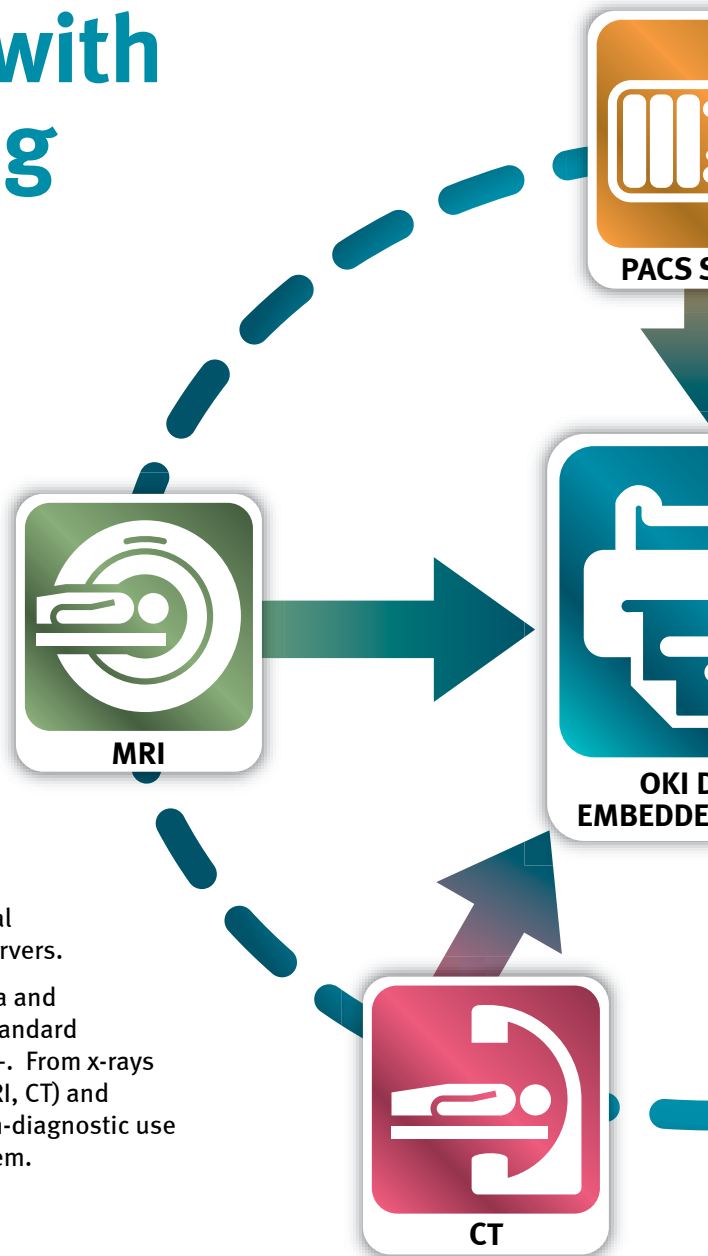 with
g
PACS S
MRI
OKI D
EMBEDDE
al
rvers.
a and
andard
-. From x-rays
RI, CT) and
n-diagnostic use
em.
CT